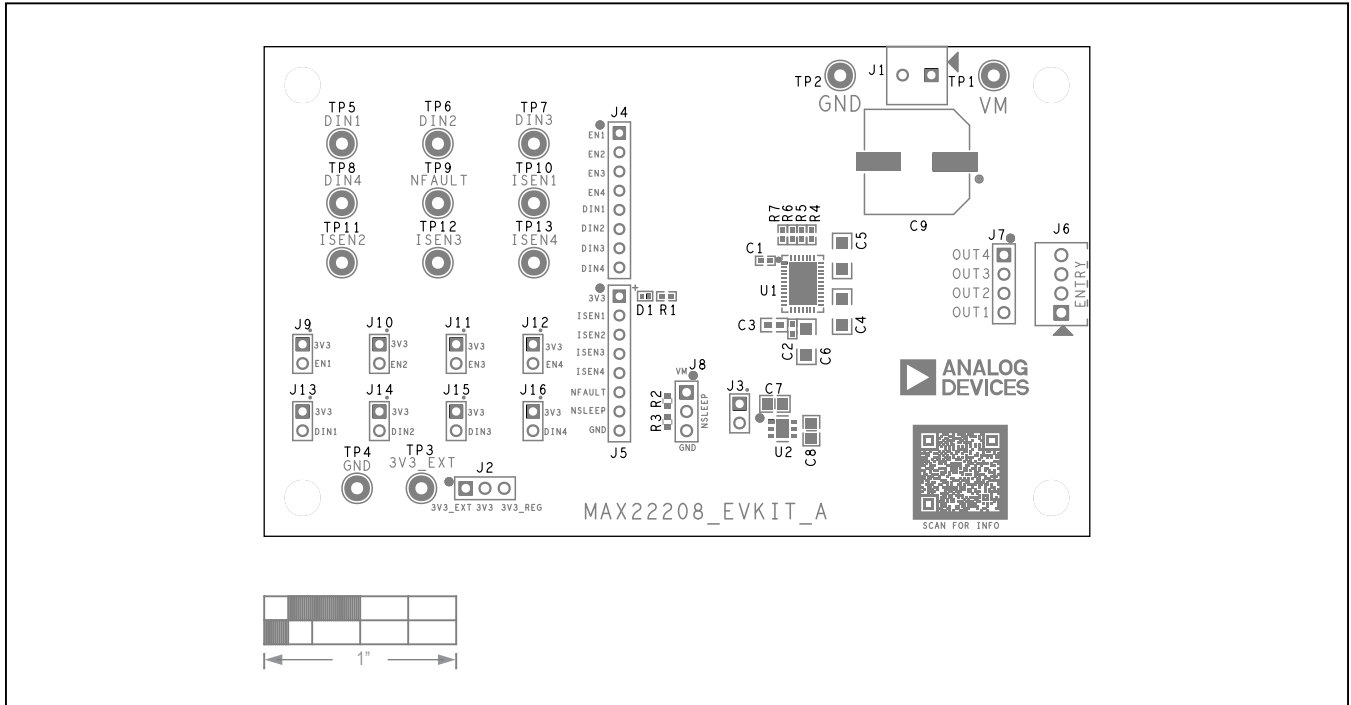 J1
TP2
GND
TP1
VM
TP5
DIN1
TP6
DIN2
TP7
DIN3
TP8
DIN4
TP9
NFAULT
TP10
ISEN1
TP11
ISEN2
TP12
ISEN3
TP13
ISEN4
J4
EN1
EN2
EN3
EN4
DIN1
DIN2
DIN3
DIN4
3V3
ISEN1
ISEN2
ISEN3
ISEN4
NFAULT
NSLEEP
GND
J5
+
D1
R1
C9
R7
R6
R5
R4
C5
C1
U1
C3
C2
C4
C6
J7
OUT4
OUT3
OUT2
OUT1
J6
ENTRY
J9
3V3
EN1
J10
3V3
EN2
J11
3V3
EN3
J12
3V3
EN4
J13
3V3
DIN1
J14
3V3
DIN2
J15
3V3
DIN3
J16
3V3
DIN4
J8
VM
NSLEEP
GND
R2
R3
J3
C7
U2
C8
ANALOG
DEVICES
TP4
GND
TP3
3V3_EXT
J2
3V3_EXT 3V3 3V3_REG
MAX22208_EVKIT_A
SCAN FOR INFO
1"